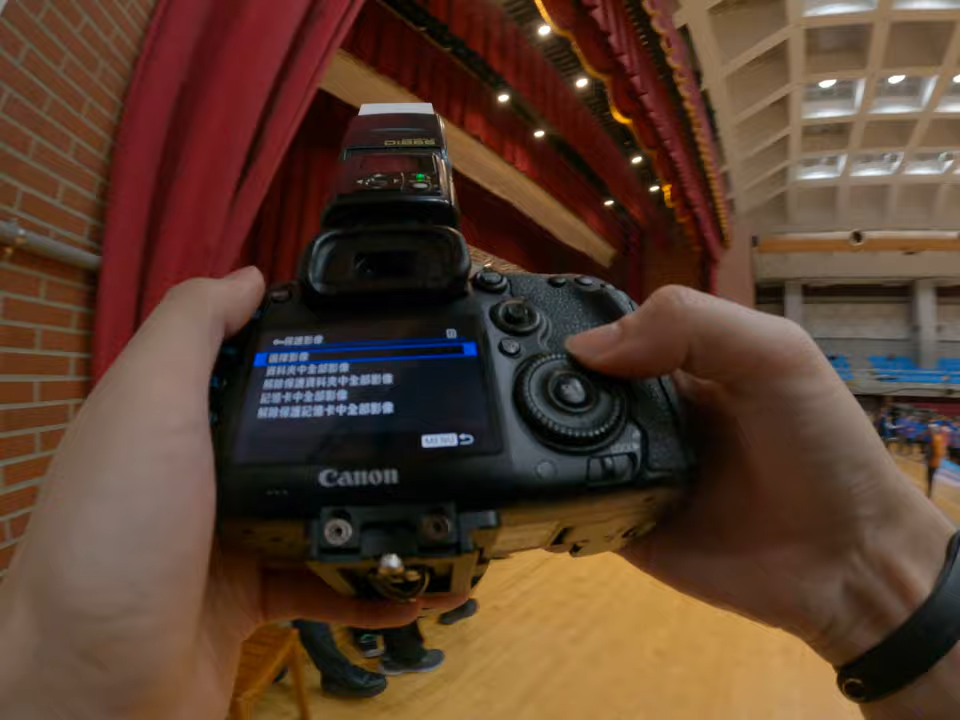 保護影像
選擇影像
資料夾中全部影像
解除保護資料夾中全部影像
記憶卡中全部影像
解除保護記憶卡中全部影像
MENU
Canon